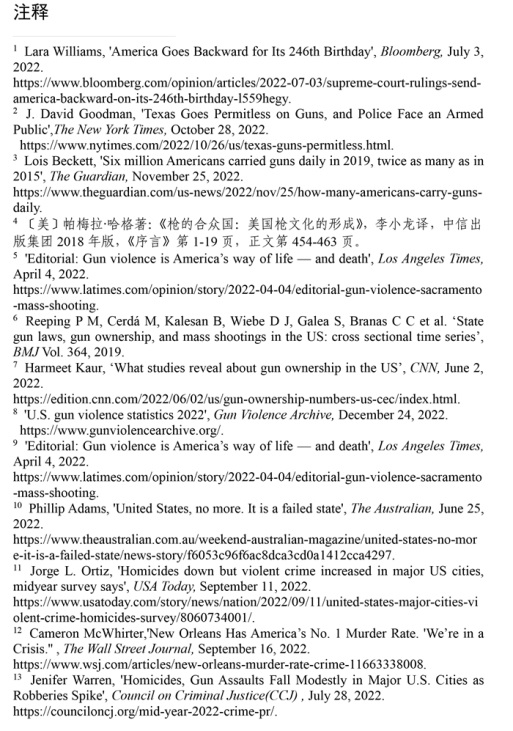 注释
1 Lara Williams, 'America Goes Backward for Its 246th Birthday', Bloomberg, July 3,
2022.
https://www.bloomberg.com/opinion/articles/2022-07-03/supreme-court-rulings-send-
america-backward-on-its-246th-birthday-l559hegy.
2 J. David Goodman, 'Texas Goes Permitless on Guns, and Police Face an Armed
Public',The New York Times, October 28, 2022.
https://www.nytimes.com/2022/10/26/us/texas-guns-permitless.html.
3 Lois Beckett, 'Six million Americans carried guns daily in 2019, twice as many as in
2015', The Guardian, November 25, 2022.
https://www.theguardian.com/us-news/2022/nov/25/how-many-americans-carry-guns-
daily.
4 〔美〕帕梅拉·哈格著:《枪的合众国：美国枪文化的形成》，李小龙译，中信出
版集团 2018 年版，《序言》第 1-19 页，正文第 454-463 页。
5 'Editorial: Gun violence is America’s way of life — and death', Los Angeles Times,
April 4, 2022.
https://www.latimes.com/opinion/story/2022-04-04/editorial-gun-violence-sacramento
-mass-shooting.
6 Reeping P M, Cerdá M, Kalesan B, Wiebe D J, Galea S, Branas C C et al. ‘State
gun laws, gun ownership, and mass shootings in the US: cross sectional time series’,
BMJ Vol. 364, 2019.
7 Harmeet Kaur, ‘What studies reveal about gun ownership in the US’, CNN, June 2,
2022.
https://edition.cnn.com/2022/06/02/us/gun-ownership-numbers-us-cec/index.html.
8 'U.S. gun violence statistics 2022', Gun Violence Archive, December 24, 2022.
https://www.gunviolencearchive.org/.
9 'Editorial: Gun violence is America’s way of life — and death', Los Angeles Times,
April 4, 2022.
https://www.latimes.com/opinion/story/2022-04-04/editorial-gun-violence-sacramento
-mass-shooting.
10 Phillip Adams, 'United States, no more. It is a failed state', The Australian, June 25,
2022.
https://www.theaustralian.com.au/weekend-australian-magazine/united-states-no-mor
e-it-is-a-failed-state/news-story/f6053c96f6ac8dca3cd0a1412cca4297.
11 Jorge L. Ortiz, 'Homicides down but violent crime increased in major US cities,
midyear survey says', USA Today, September 11, 2022.
https://www.usatoday.com/story/news/nation/2022/09/11/united-states-major-cities-vi
olent-crime-homicides-survey/8060734001/.
12 Cameron McWhirter,'New Orleans Has America’s No. 1 Murder Rate. 'We’re in a
Crisis." , The Wall Street Journal, September 16, 2022.
https://www.wsj.com/articles/new-orleans-murder-rate-crime-11663338008.
13 Jenifer Warren, 'Homicides, Gun Assaults Fall Modestly in Major U.S. Cities as
Robberies Spike', Council on Criminal Justice(CCJ) , July 28, 2022.
https://counciloncj.org/mid-year-2022-crime-pr/.